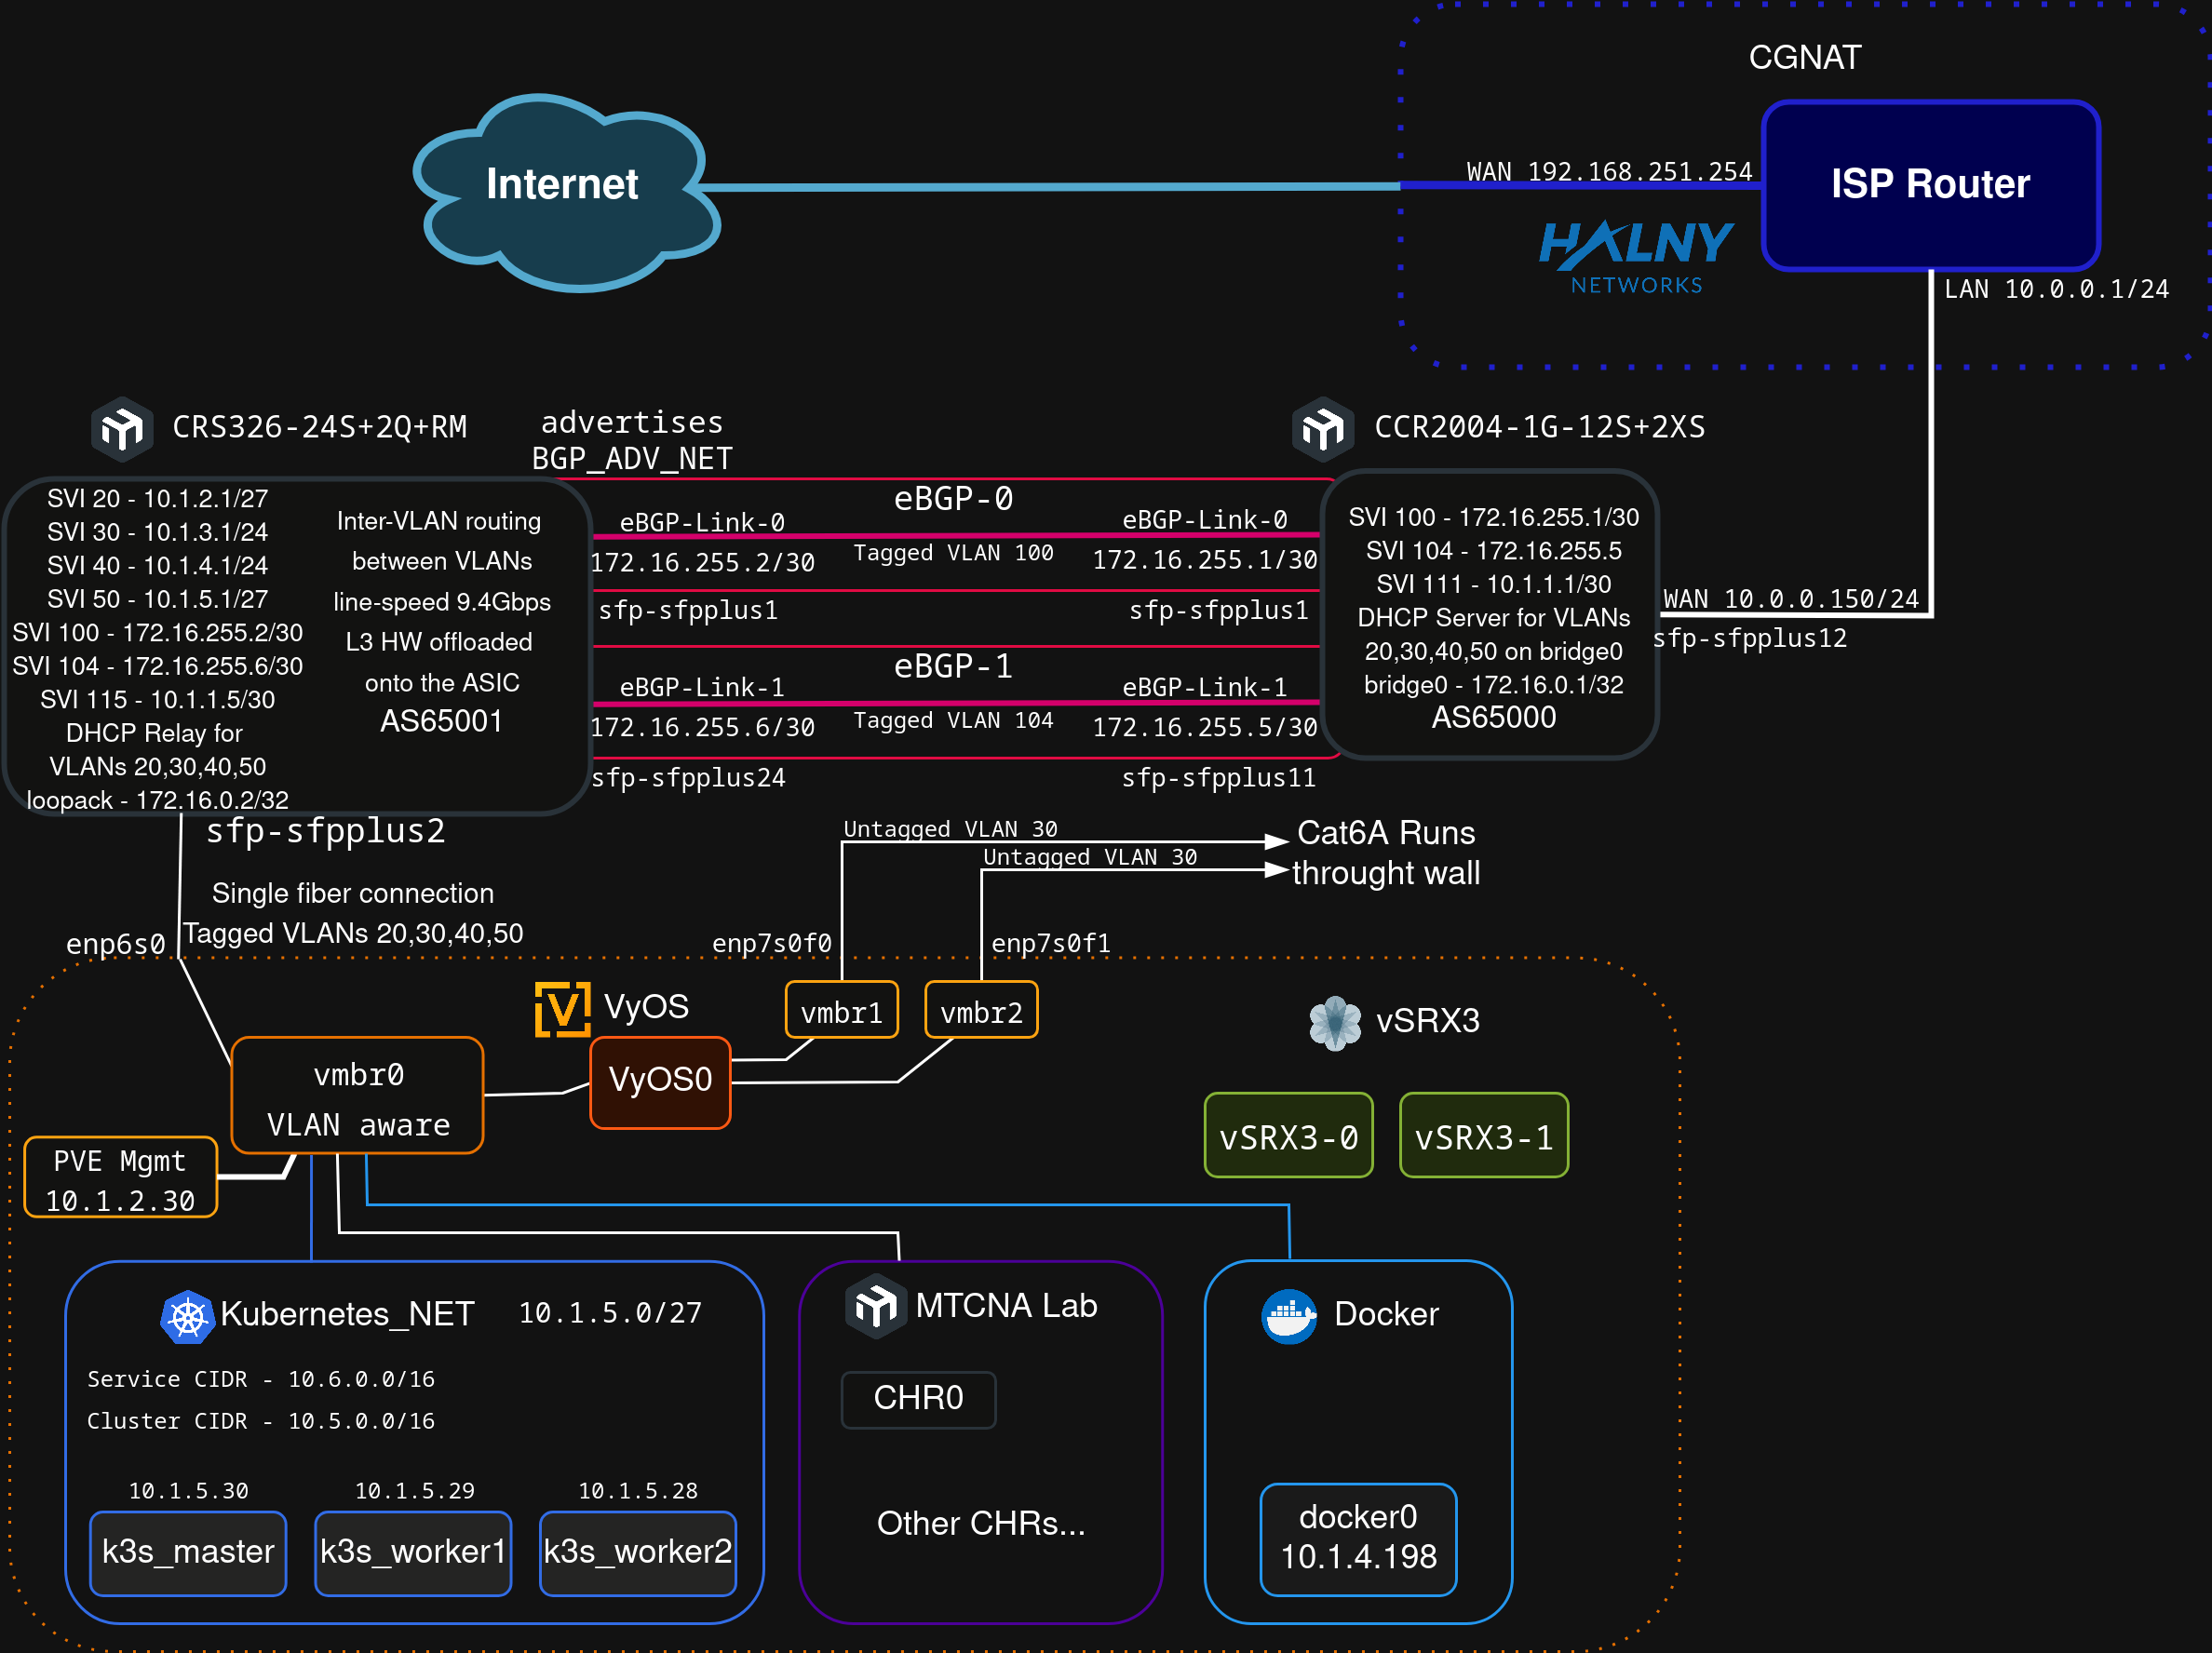 CGNAT
Internet
WAN 192.168.251.254
ISP Router
HALNY
NETWORKS
LAN 10.0.0.1/24
CRS326-24S+2Q+RM
advertises
BGP_ADV_NET
CCR2004-1G-12S+2XS
SVI 20 - 10.1.2.1/27
SVI 30 - 10.1.3.1/24
SVI 40 - 10.1.4.1/24
SVI 50 - 10.1.5.1/27
SVI 100 - 172.16.255.2/30
SVI 104 - 172.16.255.6/30
SVI 115 - 10.1.1.5/30
DHCP Relay for
VLANs 20,30,40,50
loopack - 172.16.0.2/32
Inter-VLAN routing
between VLANs
line-speed 9.4Gbps
L3 HW offloaded
onto the ASIC
AS65001
eBGP-0
eBGP-Link-0
eBGP-Link-0
172.16.255.2/30
Tagged VLAN 100
172.16.255.1/30
sfp-sfpplus1
sfp-sfpplus1
eBGP-1
eBGP-Link-1
eBGP-Link-1
172.16.255.6/30
Tagged VLAN 104
172.16.255.5/30
sfp-sfpplus24
sfp-sfpplus11
SVI 100 - 172.16.255.1/30
SVI 104 - 172.16.255.5
SVI 111 - 10.1.1.1/30
DHCP Server for VLANs
20,30,40,50 on bridge0
bridge0 - 172.16.0.1/32
AS65000
WAN 10.0.0.150/24
sfp-sfpplus12
sfp-sfpplus2
Single fiber connection
Tagged VLANs 20,30,40,50
enp6s0
Untagged VLAN 30
Untagged VLAN 30
Cat6A Runs
throught wall
enp7s0f0
enp7s0f1
VyOS
vmbr1
vmbr2
vSRX3
vmbr0
VLAN aware
VyOS0
vSRX3-0
vSRX3-1
PVE Mgmt
10.1.2.30
Kubernetes_NET
10.1.5.0/27
Service CIDR - 10.6.0.0/16
Cluster CIDR - 10.5.0.0/16
10.1.5.30
10.1.5.29
10.1.5.28
k3s_master
k3s_worker1
k3s_worker2
MTCNA Lab
CHR0
Other CHRs...
Docker
docker0
10.1.4.198